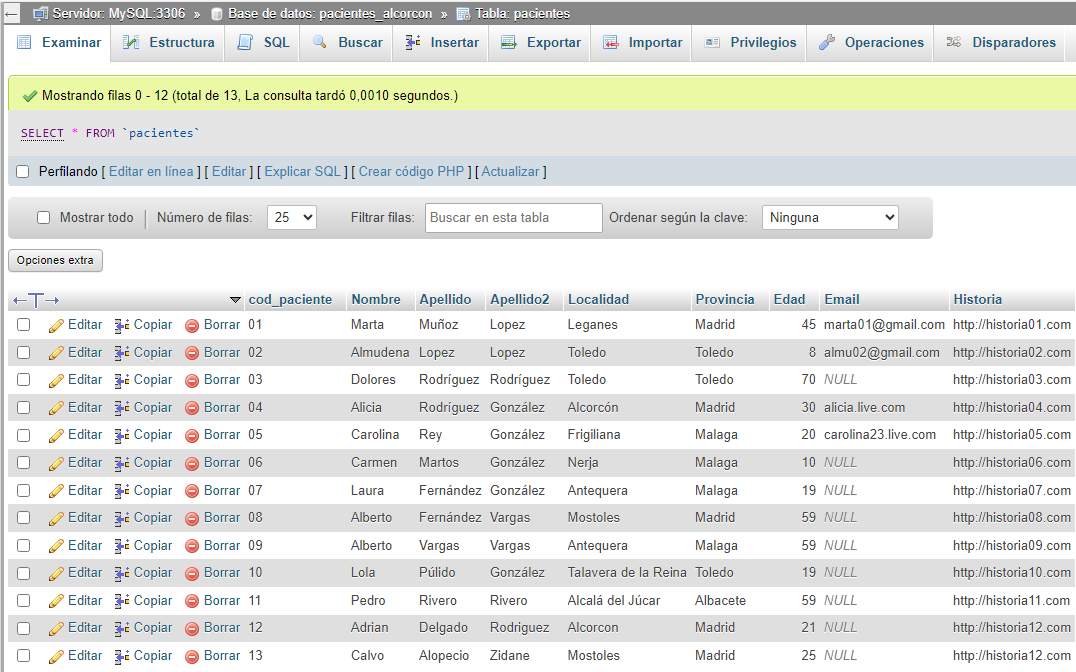 Servidor: MySQL:3306 » Base de datos: pacientes_alcorcon » Tabla: pacientes
Examinar Estructura SQL Buscar Insertar Exportar Importar Privilegios Operaciones Disparadores
Mostrando filas 0 - 12 (total de 13, La consulta tardó 0,0010 segundos.)
SELECT * FROM `pacientes`
Perfilando [ Editar en línea ] [ Editar ] [ Explicar SQL ] [ Crear código PHP ] [ Actualizar ]
Mostrar todo | Número de filas: 25 Filtrar filas: Buscar en esta tabla Ordenar según la clave: Ninguna
Opciones extra
←T→ cod_paciente Nombre Apellido Apellido2 Localidad Provincia Edad Email Historia
Editar Copiar Borrar 01 Marta Muñoz Lopez Leganes Madrid 45 marta01@gmail.com http://historia01.com
Editar Copiar Borrar 02 Almudena Lopez Lopez Toledo Toledo 8 almu02@gmail.com http://historia02.com
Editar Copiar Borrar 03 Dolores Rodríguez Rodríguez Toledo Toledo 70 NULL http://historia03.com
Editar Copiar Borrar 04 Alicia Rodríguez González Alcorcón Madrid 30 alicia.live.com http://historia04.com
Editar Copiar Borrar 05 Carolina Rey González Frigiliana Malaga 20 carolina23.live.com http://historia05.com
Editar Copiar Borrar 06 Carmen Martos González Nerja Malaga 10 NULL http://historia06.com
Editar Copiar Borrar 07 Laura Fernández González Antequera Malaga 19 NULL http://historia07.com
Editar Copiar Borrar 08 Alberto Fernández Vargas Mostoles Madrid 59 NULL http://historia08.com
Editar Copiar Borrar 09 Alberto Vargas Vargas Antequera Malaga 59 NULL http://historia09.com
Editar Copiar Borrar 10 Lola Púlido González Talavera de la Reina Toledo 19 NULL http://historia10.com
Editar Copiar Borrar 11 Pedro Rivero Rivero Alcalá del Júcar Albacete 59 NULL http://historia11.com
Editar Copiar Borrar 12 Adrian Delgado Rodriguez Alcorcon Madrid 21 NULL http://historia12.com
Editar Copiar Borrar 13 Calvo Alopecio Zidane Mostoles Madrid 25 NULL http://historia12.com